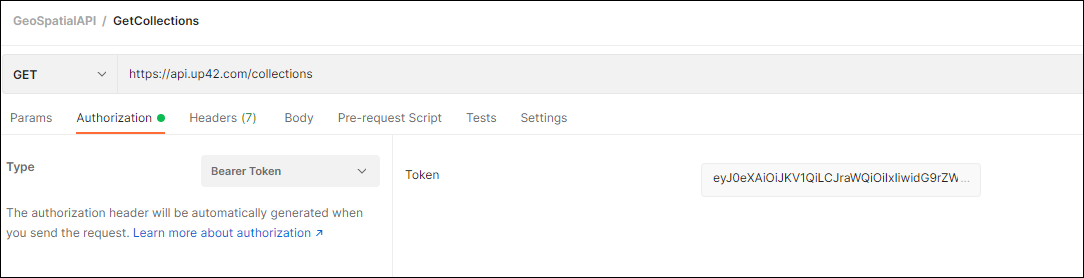 GeoSpatialAPI / GetCollections
GET https://api.up42.com/collections
Params Authorization Headers (7) Body Pre-request Script Tests Settings
Type Bearer Token Token eyJ0eXAiOiJKV1QiLCJraWQiOiIxIiwidG9rZW...
The authorization header will be automatically generated when
you send the request. Learn more about authorization ↗